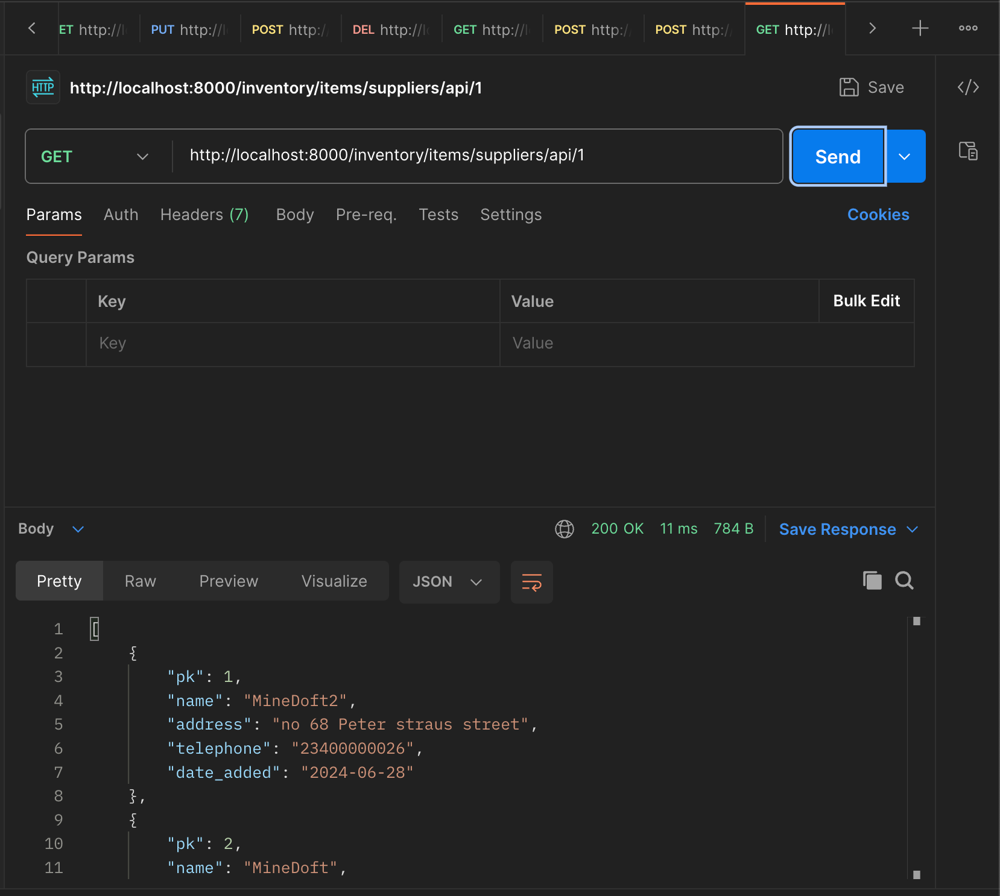 ET http://l
PUT http://l
POST http:/
DEL http://l
GET http://l
POST http:/
POST http:/
GET http://l
HTTP
http://localhost:8000/inventory/items/suppliers/api/1
Save
GET
http://localhost:8000/inventory/items/suppliers/api/1
Send
Params Auth Headers (7) Body Pre-req. Tests Settings Cookies
Query Params
Key Value Bulk Edit
Key Value
Body 200 OK 11 ms 784 B Save Response
Pretty Raw Preview Visualize JSON
1 [
2 {
3 "pk": 1,
4 "name": "MineDoft2",
5 "address": "no 68 Peter straus street",
6 "telephone": "23400000026",
7 "date_added": "2024-06-28"
8 },
9 {
10 "pk": 2,
11 "name": "MineDoft",